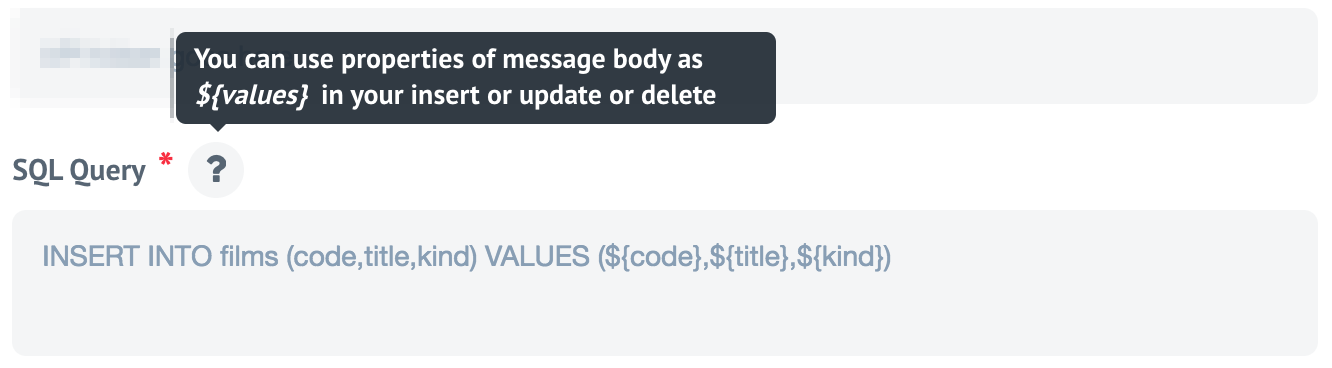 You can use properties of message body as
${values} in your insert or update or delete
SQL Query * ?
INSERT INTO films (code,title,kind) VALUES (${code},${title},${kind})